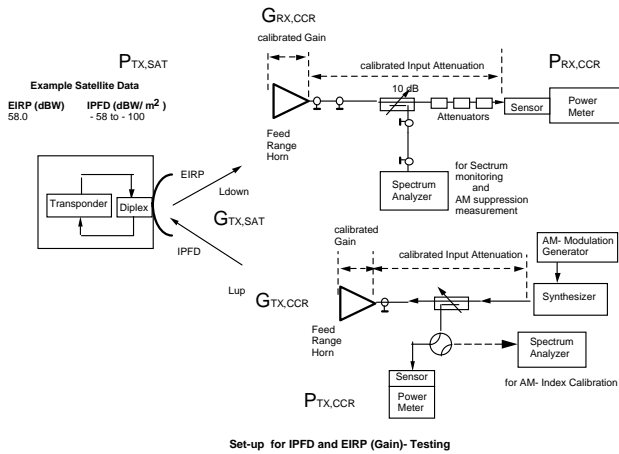 GRX,CCR
calibrated Gain
PTX,SAT
calibrated Input Attenuation
PRX,CCR
Example Satellite Data
EIRP (dBW) IPFD (dBW/ m2 )
58.0 - 58 to - 100
10 dB
Attenuators
Sensor
Power
Meter
Feed
Range
Horn
EIRP
Transponder
Diplex
Ldown
GTX,SAT
IPFD
Lup
Spectrum
Analyzer
for Sectrum
monitoring
and
AM suppression
measurement
calibrated
Gain
calibrated Input Attenuation
AM- Modulation
Generator
GTX,CCR
Synthesizer
Feed
Range
Horn
Spectrum
Analyzer
Sensor
Power
Meter
PTX,CCR
for AM- Index Calibration
Set-up for IPFD and EIRP (Gain)- Testing